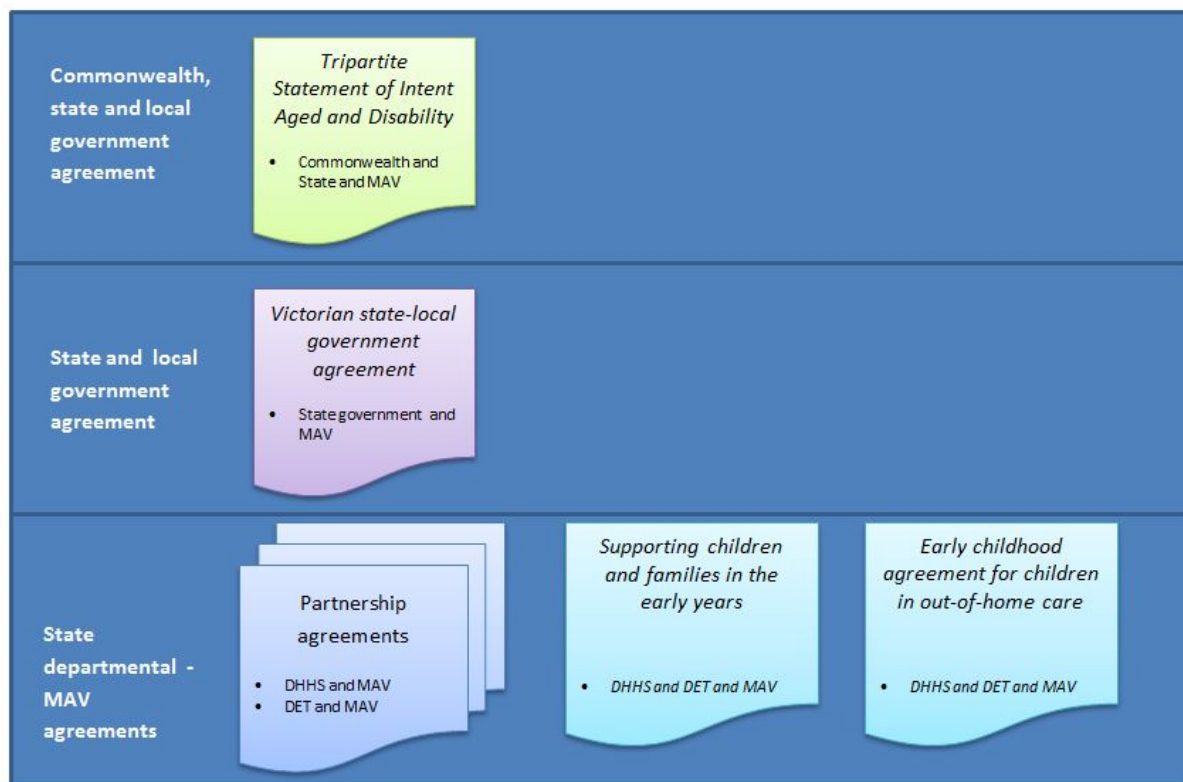 Commonwealth,
state and local
government
agreement
Tripartite
Statement of Intent
Aged and Disability
• Commonwealth and
State and MAV
State and local
government
agreement
Victorian state-local
government
agreement
• State government and
MAV
State
departmental -
MAV
agreements
Partnership
agreements
• DHHS and MAV
• DET and MAV
Supporting children
and families in the
early years
• DHHS and DET and MAV
Early childhood
agreement for children
in out-of-home care
• DHHS and DET and MAV